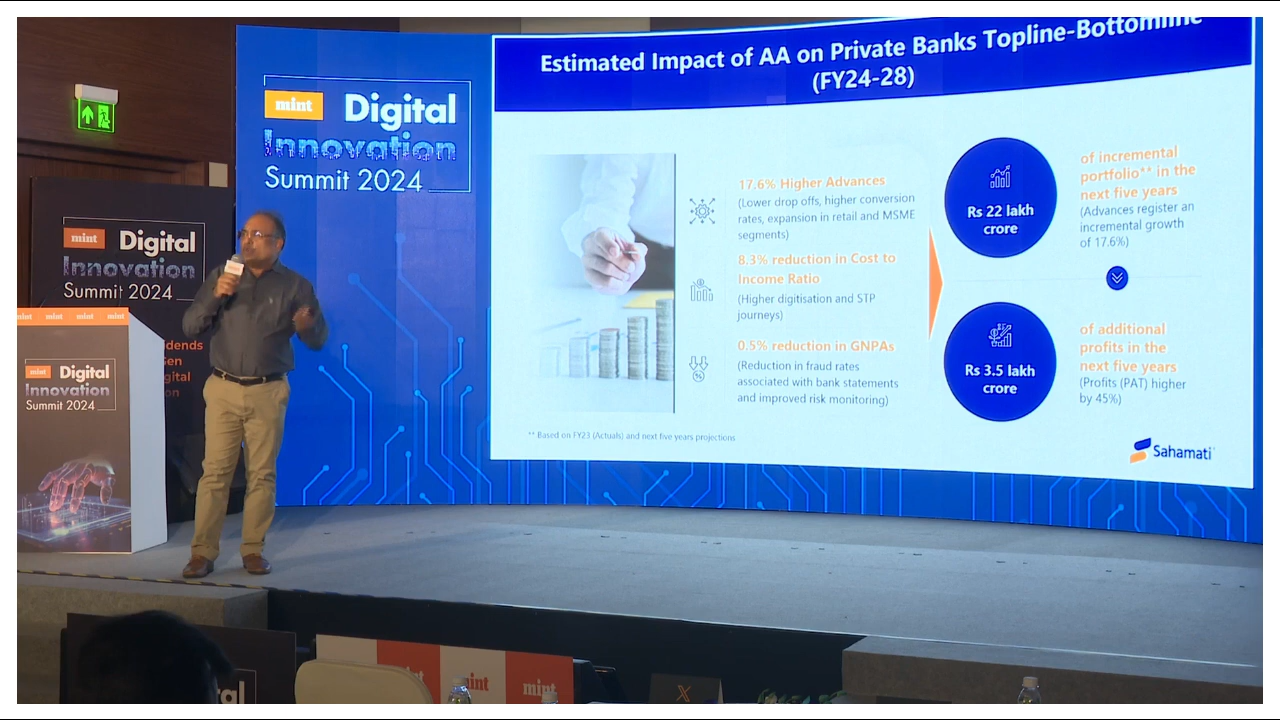 mint
Digital
Innovation
Summit 2024
Estimated Impact of AA on Private Banks Topline-Bottomline
(FY24-28)
17.6% Higher Advances
(Lower drop offs, higher conversion
rates, expansion in retail and MSME
segments)
8.3% reduction in Cost to
Income Ratio
(Higher digitisation and STP
journeys)
0.5% reduction in GNPAs
(Reduction in fraud rates
associated with bank statements
and improved risk monitoring)
Rs 22 lakh
crore
of incremental
portfolio** in the
next five years
(Advances register an
incremental growth
of 17.6%)
Rs 3.5 lakh
crore
of additional
profits in the
next five years
(Profits (PAT) higher
by 45%)
** Based on FY23 (Actuals) and next five years projections
Sahamati
mint
Digital
Innovation
Summit 2024
mint mint mint mint
mint
Digital
Innovation
Summit 2024
mint
mint